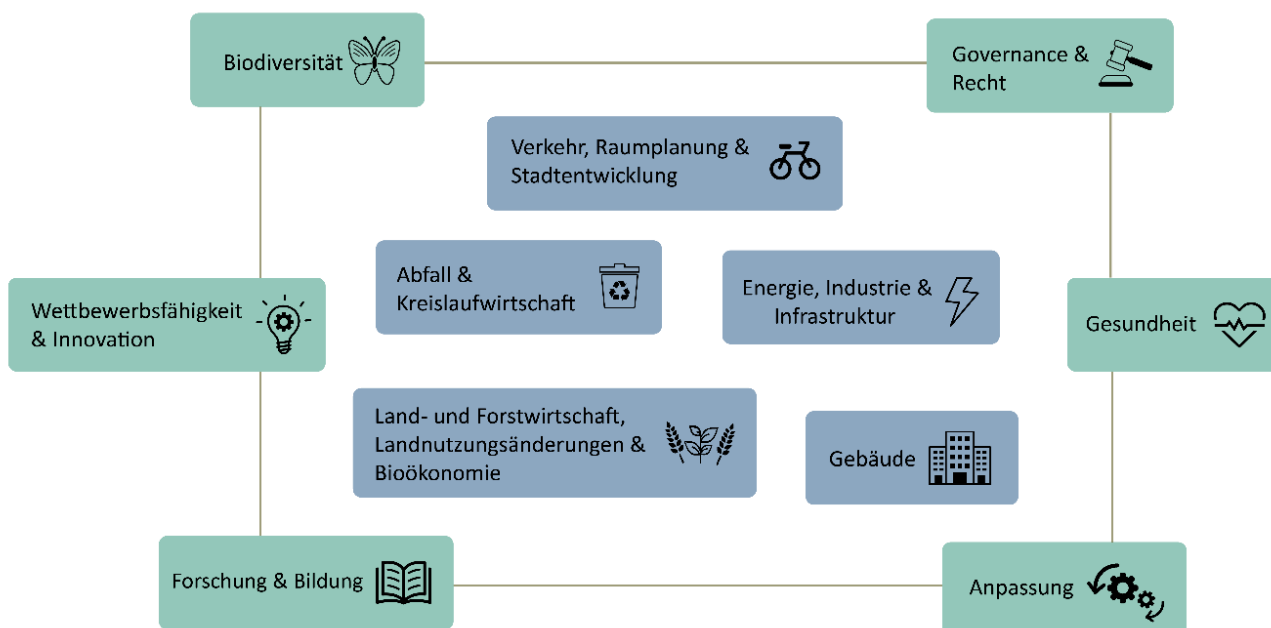 Biodiversität
Governance &
Recht
Verkehr, Raumplanung &
Stadtentwicklung
Abfall &
Kreislaufwirtschaft
Energie, Industrie &
Infrastruktur
Wettbewerbsfähigkeit
& Innovation
Gesundheit
Land- und Forstwirtschaft,
Landnutzungsänderungen &
Bioökonomie
Gebäude
Forschung & Bildung
Anpassung